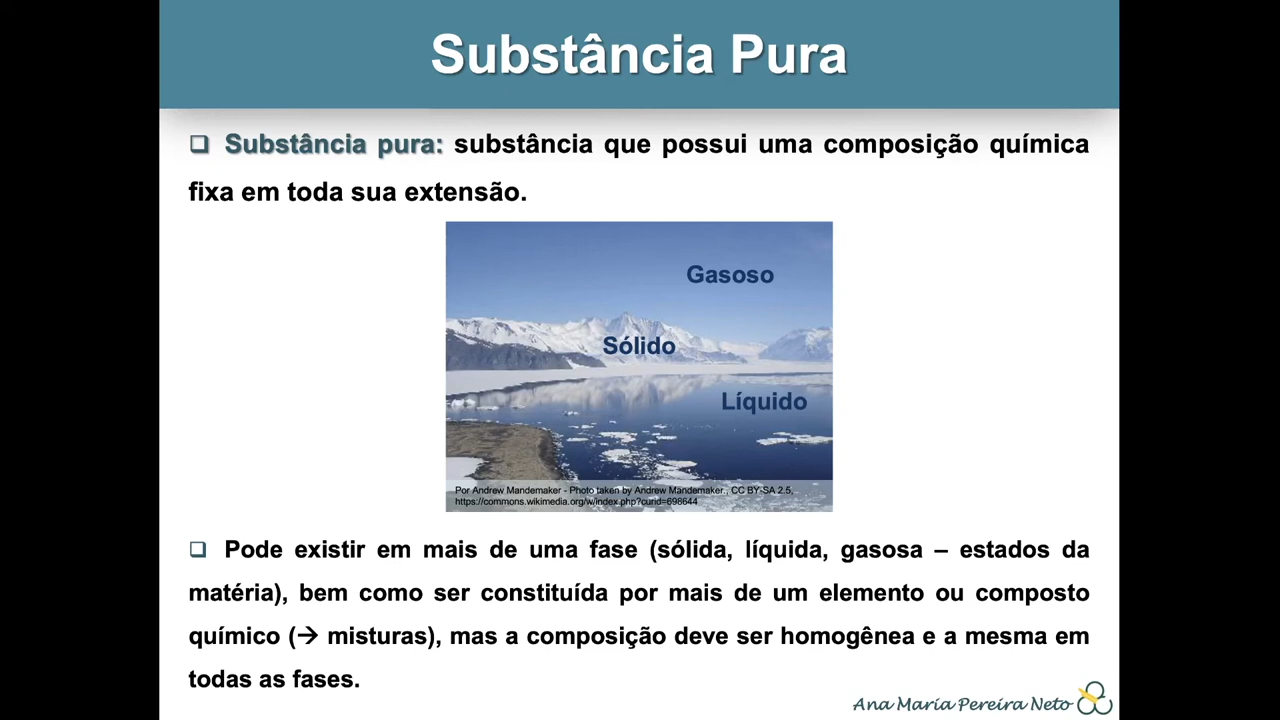 Substância Pura
❑ Substância pura: substância que possui uma composição química
fixa em toda sua extensão.
Gasoso
Sólido
Líquido
Por Andrew Mandemaker - Photo taken by Andrew Mandemaker., CC BY-SA 2.5,
https://commons.wikimedia.org/w/index.php?curid=698644
❑ Pode existir em mais de uma fase (sólida, líquida, gasosa – estados da
matéria), bem como ser constituída por mais de um elemento ou composto
químico (→ misturas), mas a composição deve ser homogênea e a mesma em
todas as fases.
Ana Maria Pereira Neto